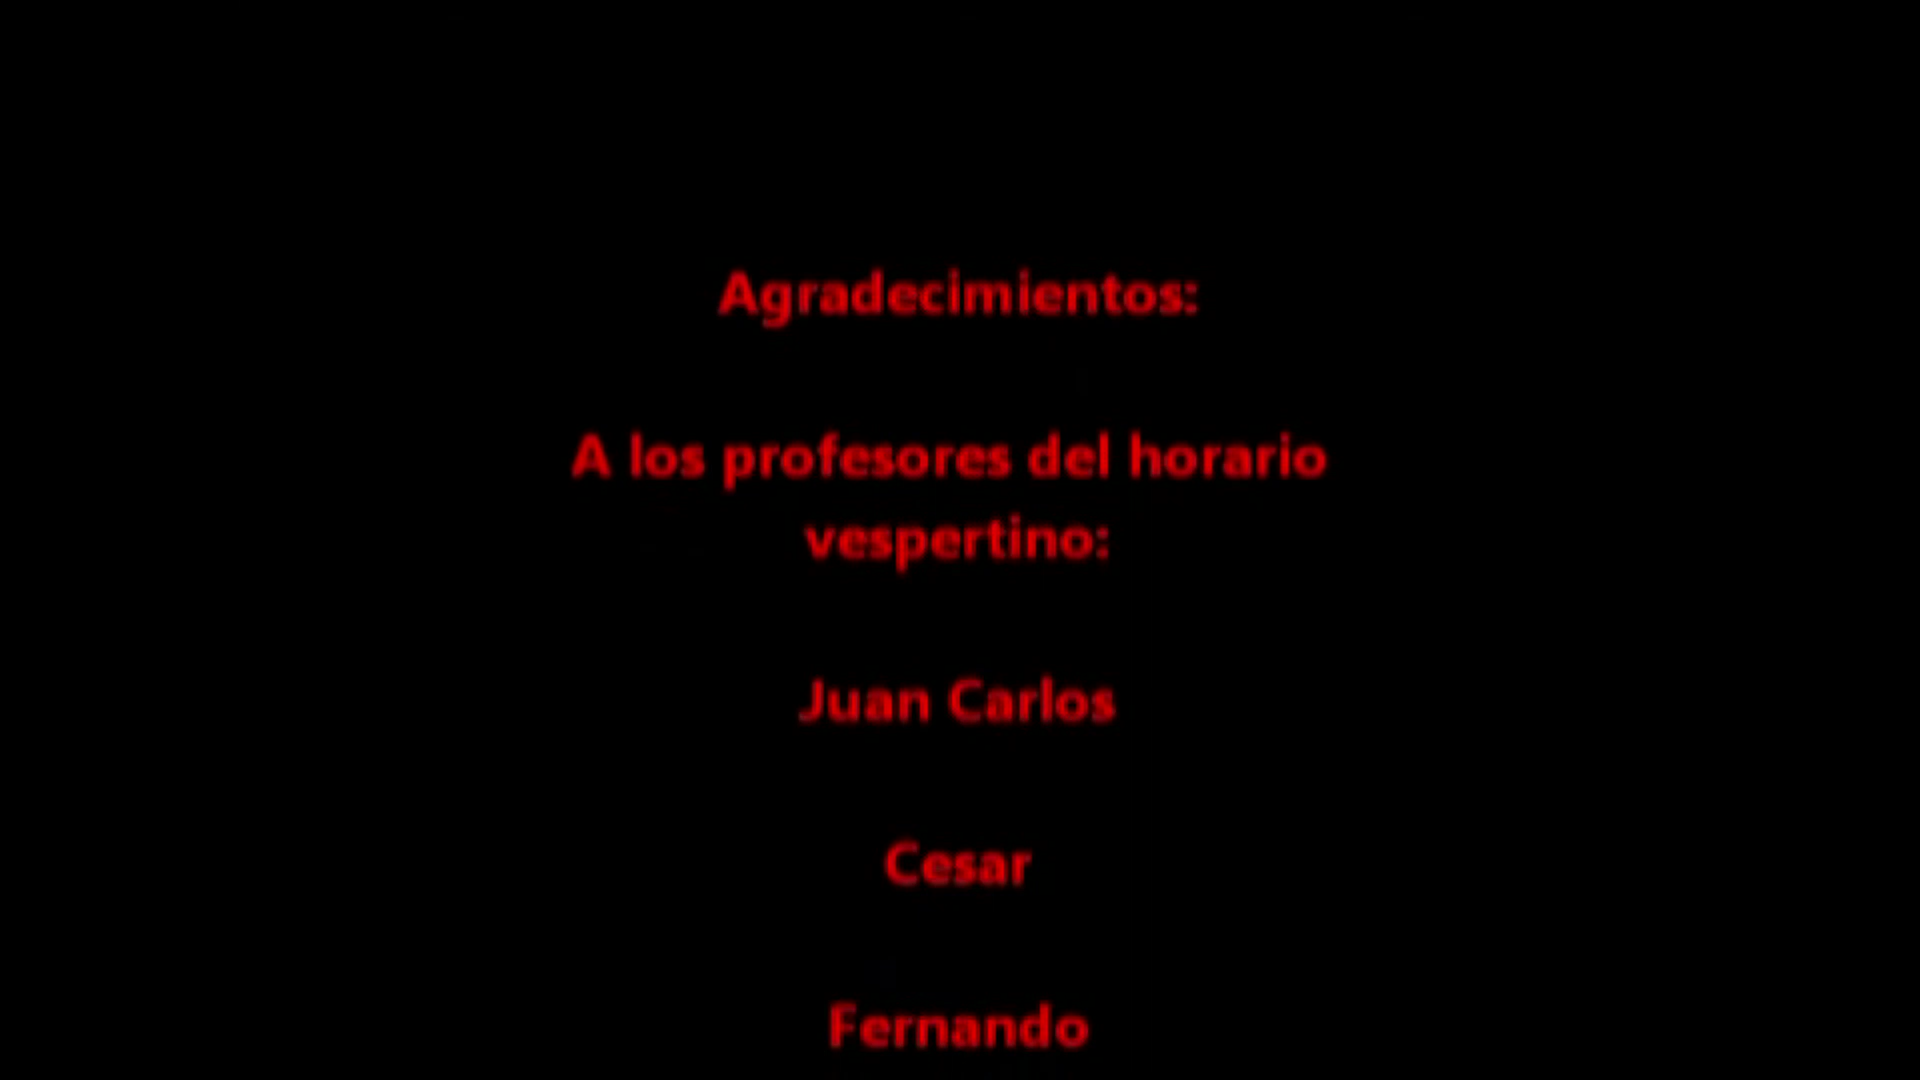 Agradecimientos:
A los profesores del horario
vespertino:
Juan Carlos
Cesar
Fernando